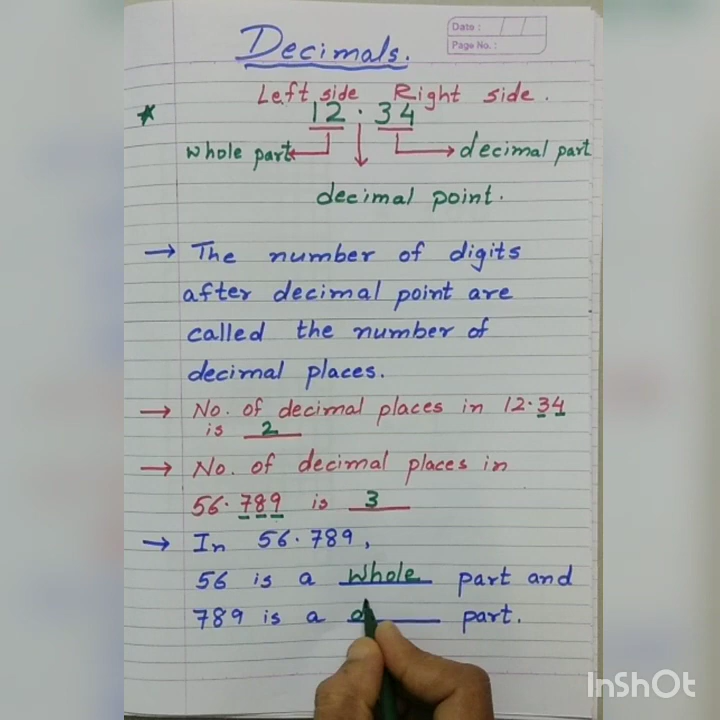 Date :
Page No. :
Decimals.
Left side Right side.
12.34
whole part decimal part
decimal point.
→ The number of digits
after decimal point are
called the number of
decimal places.
→ No. of decimal places in 12.34
is 2
→ No. of decimal places in
56.789 is 3
→ In 56.789,
56 is a whole part and
789 is a d part.
InShOt